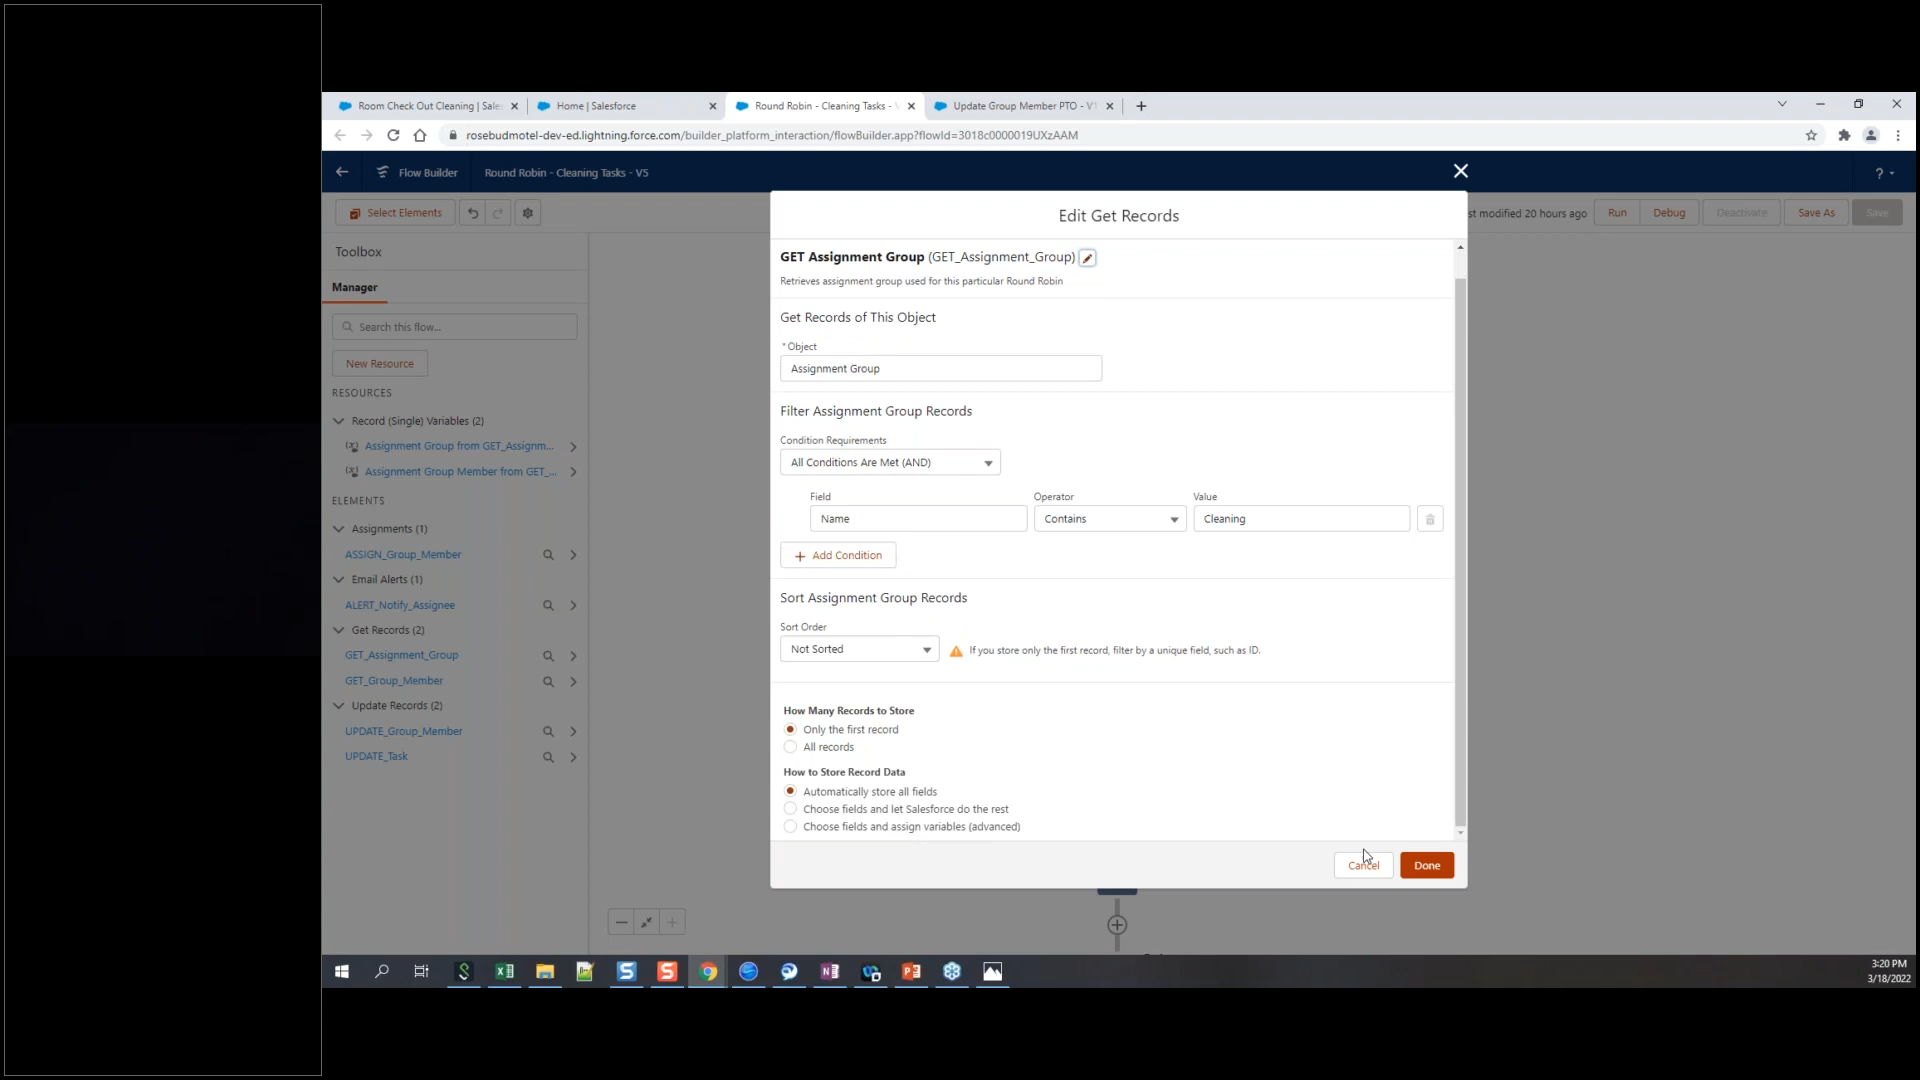 Room Check Out Cleaning | Sale
Home | Salesforce
Round Robin - Cleaning Tasks - V
Update Group Member PTO - V1
rosebudmotel-dev-ed.lightning.force.com/builder_platform_interaction/flowBuilder.app?flowId=3018c0000019UXzAAM
Flow Builder
Round Robin - Cleaning Tasks - V5
?
Select Elements
st modified 20 hours ago
Run
Debug
Deactivate
Save As
Save
Toolbox
Manager
Search this flow...
New Resource
RESOURCES
Record (Single) Variables (2)
Assignment Group from GET_Assignm...
Assignment Group Member from GET_...
ELEMENTS
Assignments (1)
ASSIGN_Group_Member
Email Alerts (1)
ALERT_Notify_Assignee
Get Records (2)
GET_Assignment_Group
GET_Group_Member
Update Records (2)
UPDATE_Group_Member
UPDATE_Task
Edit Get Records
GET Assignment Group (GET_Assignment_Group)
Retrieves assignment group used for this particular Round Robin
Get Records of This Object
*Object
Assignment Group
Filter Assignment Group Records
Condition Requirements
All Conditions Are Met (AND)
Field Operator Value
Name Contains Cleaning
+ Add Condition
Sort Assignment Group Records
Sort Order
Not Sorted
If you store only the first record, filter by a unique field, such as ID.
How Many Records to Store
Only the first record
All records
How to Store Record Data
Automatically store all fields
Choose fields and let Salesforce do the rest
Choose fields and assign variables (advanced)
Cancel
Done
3:20 PM
3/18/2022